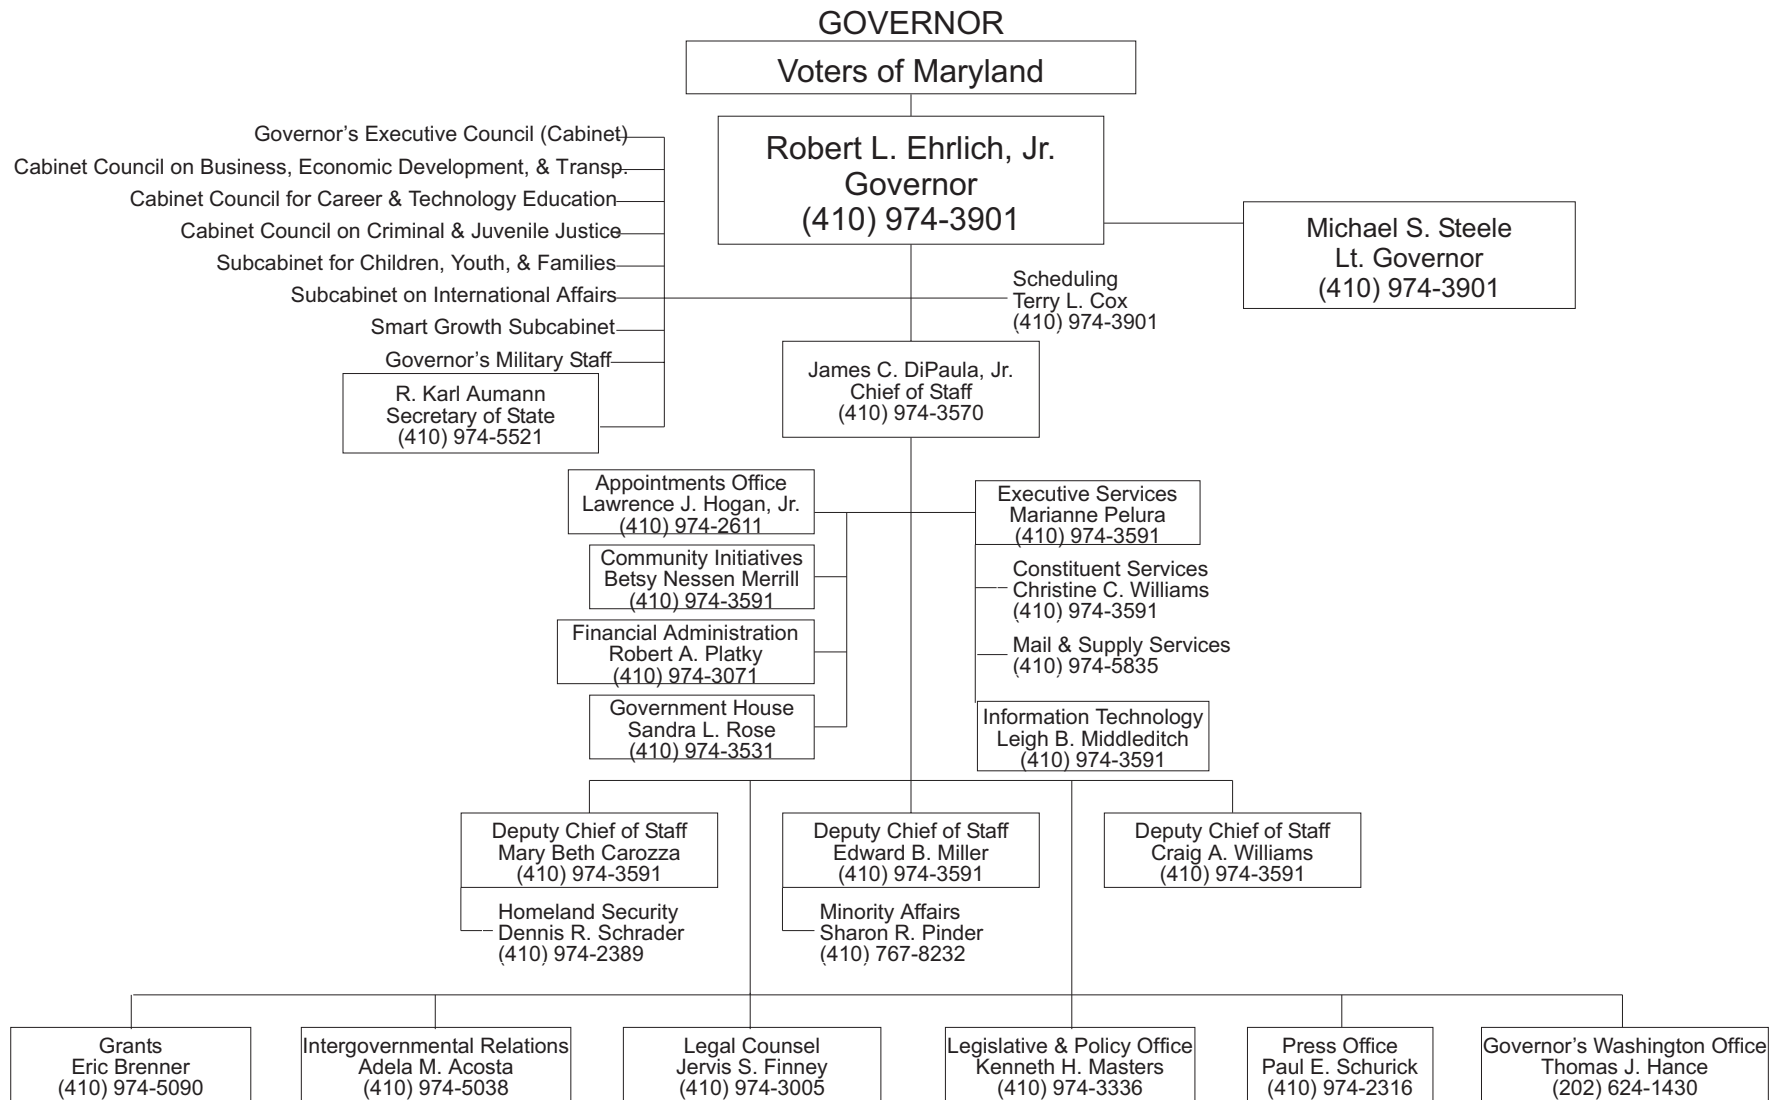 GOVERNOR
Voters of Maryland
Robert L. Ehrlich, Jr.
Governor
(410) 974-3901
Michael S. Steele
Lt. Governor
(410) 974-3901
Governor’s Executive Council (Cabinet)
Cabinet Council on Business, Economic Development, & Transp.
Cabinet Council for Career & Technology Education
Cabinet Council on Criminal & Juvenile Justice
Subcabinet for Children, Youth, & Families
Subcabinet on International Affairs
Smart Growth Subcabinet
Governor’s Military Staff
R. Karl Aumann
Secretary of State
(410) 974-5521
Scheduling
Terry L. Cox
(410) 974-3901
James C. DiPaula, Jr.
Chief of Staff
(410) 974-3570
Appointments Office
Lawrence J. Hogan, Jr.
(410) 974-2611
Community Initiatives
Betsy Nessen Merrill
(410) 974-3591
Financial Administration
Robert A. Platky
(410) 974-3071
Government House
Sandra L. Rose
(410) 974-3531
Executive Services
Marianne Pelura
(410) 974-3591
Constituent Services
Christine C. Williams
(410) 974-3591
Mail & Supply Services
(410) 974-5835
Information Technology
Leigh B. Middleditch
(410) 974-3591
Deputy Chief of Staff
Mary Beth Carozza
(410) 974-3591
Homeland Security
Dennis R. Schrader
(410) 974-2389
Deputy Chief of Staff
Edward B. Miller
(410) 974-3591
Minority Affairs
Sharon R. Pinder
(410) 767-8232
Deputy Chief of Staff
Craig A. Williams
(410) 974-3591
Grants
Eric Brenner
(410) 974-5090
Intergovernmental Relations
Adela M. Acosta
(410) 974-5038
Legal Counsel
Jervis S. Finney
(410) 974-3005
Legislative & Policy Office
Kenneth H. Masters
(410) 974-3336
Press Office
Paul E. Schurick
(410) 974-2316
Governor’s Washington Office
Thomas J. Hance
(202) 624-1430